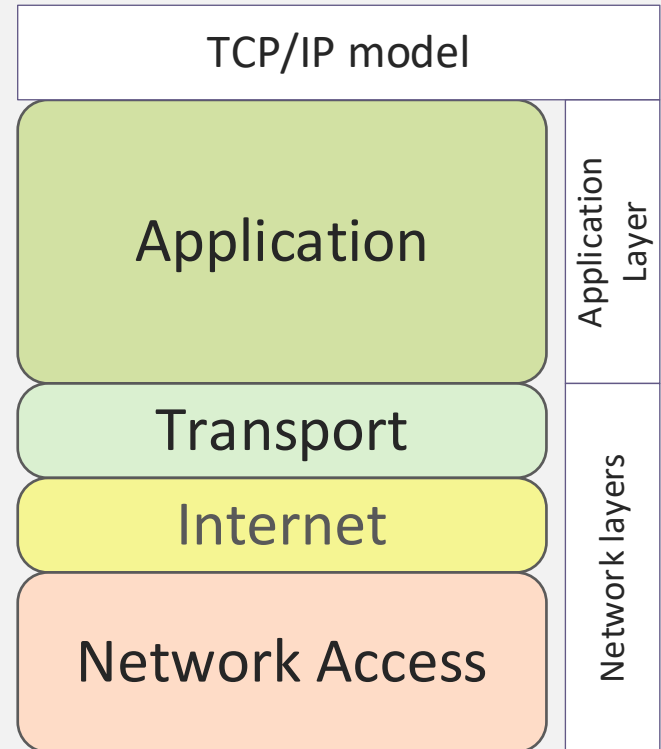 TCP/IP model
Application
Application
Layer
Transport
Internet
Network Access
Network layers